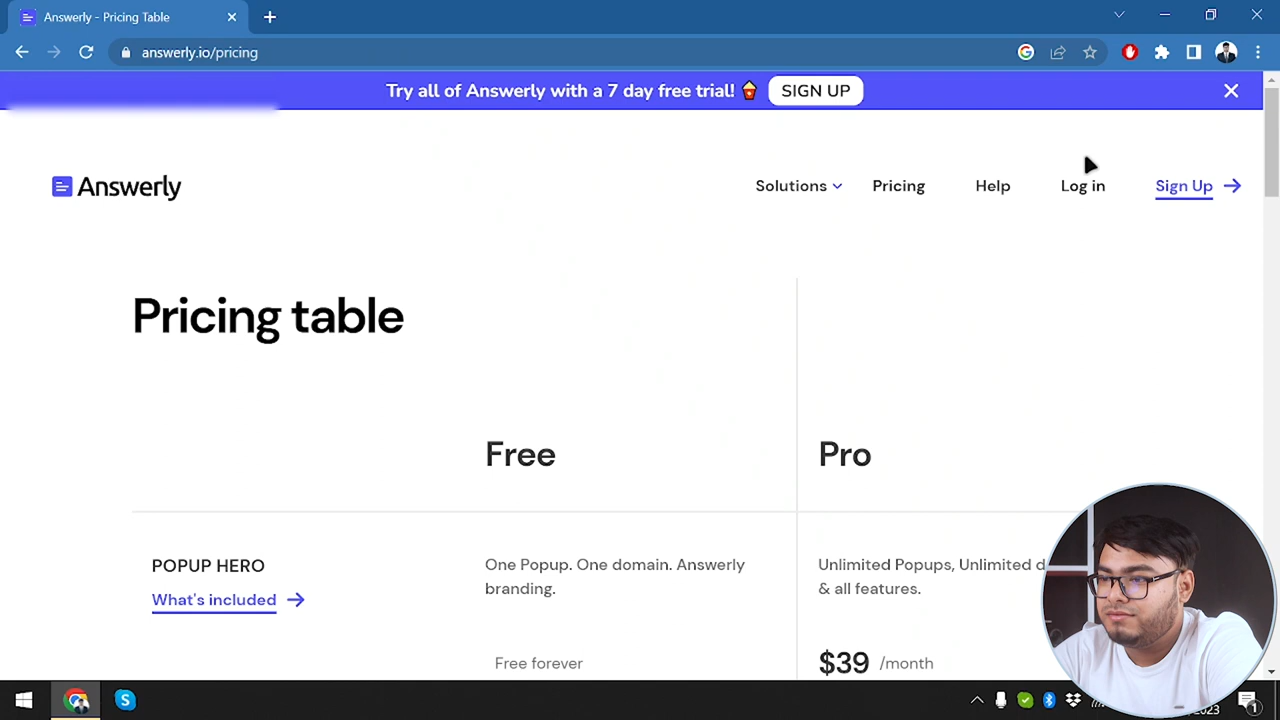 Answerly - Pricing Table
answerly.io/pricing
Try all of Answerly with a 7 day free trial! SIGN UP
Answerly
Solutions Pricing Help Log in Sign Up
Pricing table
Free Pro
POPUP HERO
What's included
One Popup. One domain. Answerly
branding.
Unlimited Popups, Unlimited
& all features.
Free forever
$39 /month